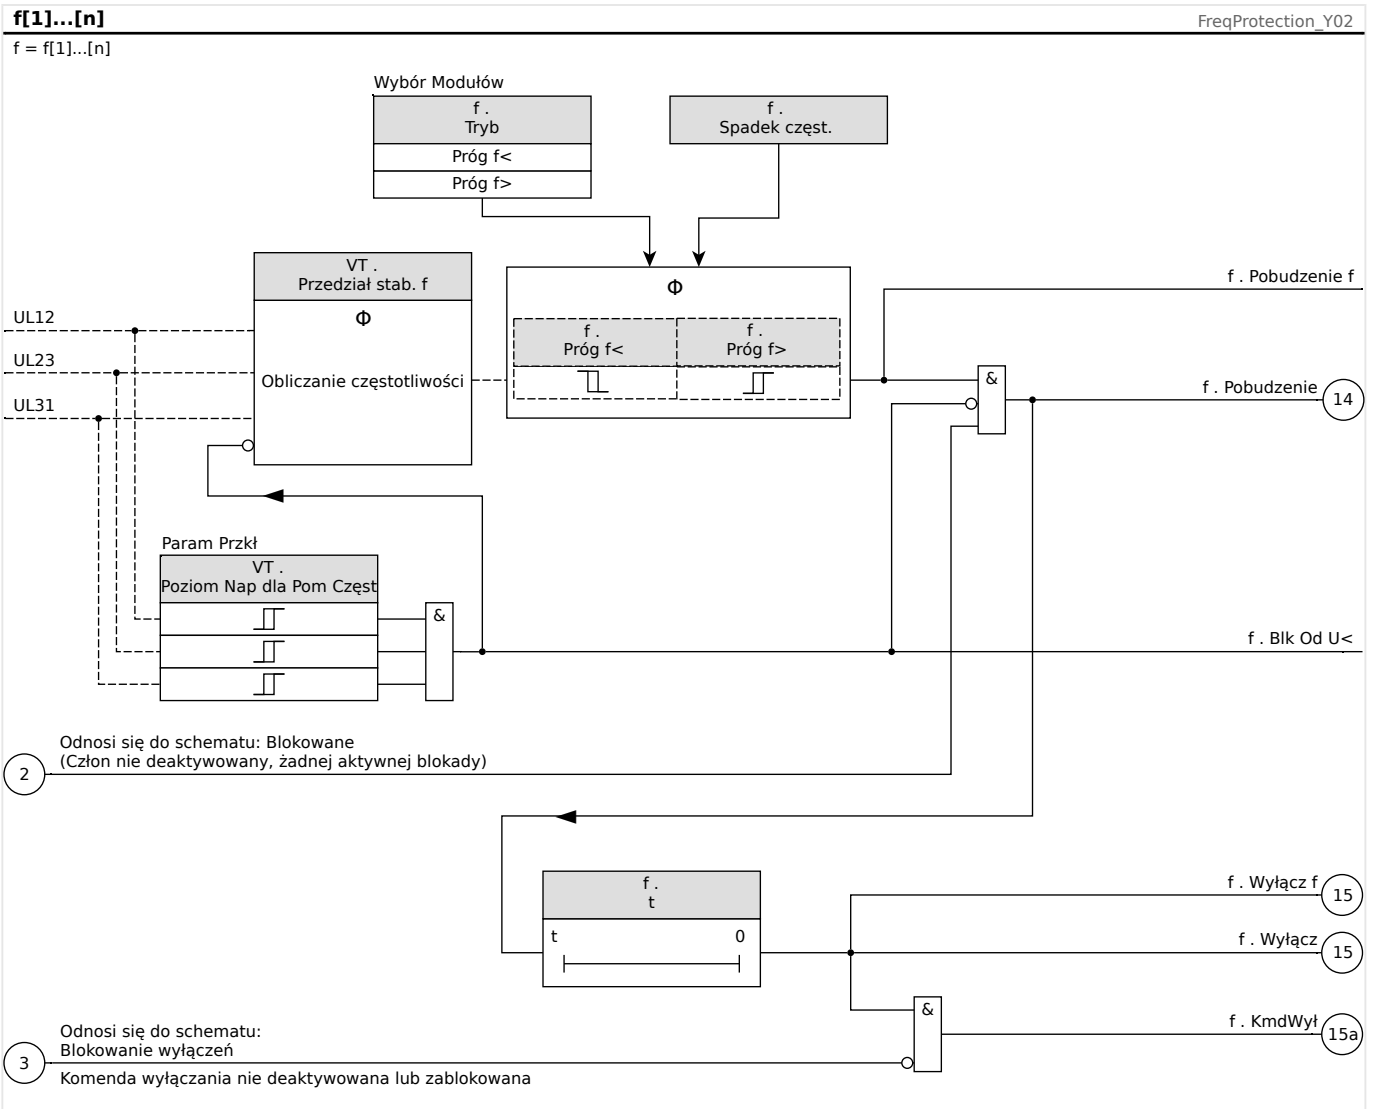 f[1]...[n]
FreqProtection_Y02
f = f[1]...[n]
Wybór Modułów
f .
Tryb
Próg f<
Próg f>
f .
Spadek częst.
VT .
Przedział stab. f
Φ
Obliczanie częstotliwości
Φ
f .
Próg f<
f .
Próg f>
UL12
UL23
UL31
f . Pobudzenie f
&
f . Pobudzenie
14
Param Przkł
VT .
Poziom Nap dla Pom Częst
&
f . Blk Od U<
Odnosi się do schematu: Blokowane
(Człon nie deaktywowany, żadnej aktywnej blokady)
2
f .
t
t
0
f . Wyłącz f
15
f . Wyłącz
15
&
f . KmdWył
15a
Odnosi się do schematu:
Blokowanie wyłączeń
3
Komenda wyłączania nie deaktywowana lub zablokowana